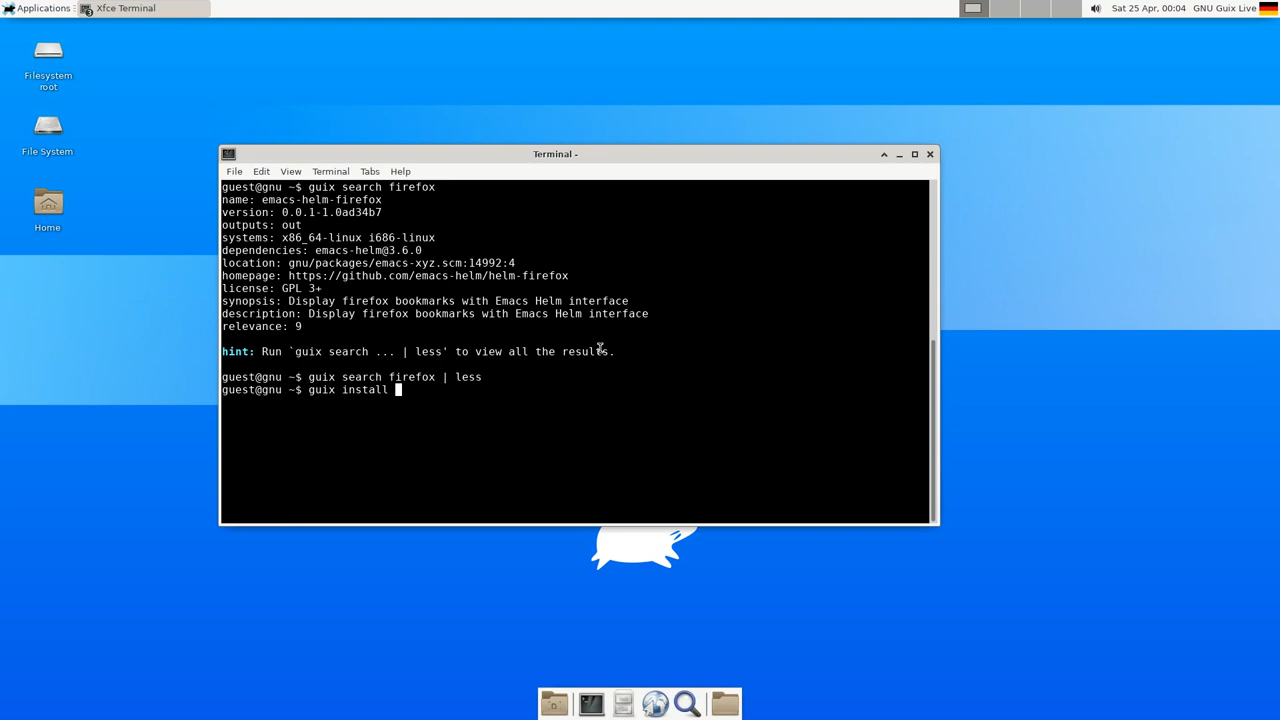 Applications
Xfce Terminal
Sat 25 Apr, 00:04
GNU Guix Live
Filesystem
root
File System
Home
Terminal -
File Edit View Terminal Tabs Help
guest@gnu ~$ guix search firefox
name: emacs-helm-firefox
version: 0.0.1-1.0ad34b7
outputs: out
systems: x86_64-linux i686-linux
dependencies: emacs-helm@3.6.0
location: gnu/packages/emacs-xyz.scm:14992:4
homepage: https://github.com/emacs-helm/helm-firefox
license: GPL 3+
synopsis: Display firefox bookmarks with Emacs Helm interface
description: Display firefox bookmarks with Emacs Helm interface
relevance: 9
hint: Run `guix search ... | less' to view all the results.
guest@gnu ~$ guix search firefox | less
guest@gnu ~$ guix install